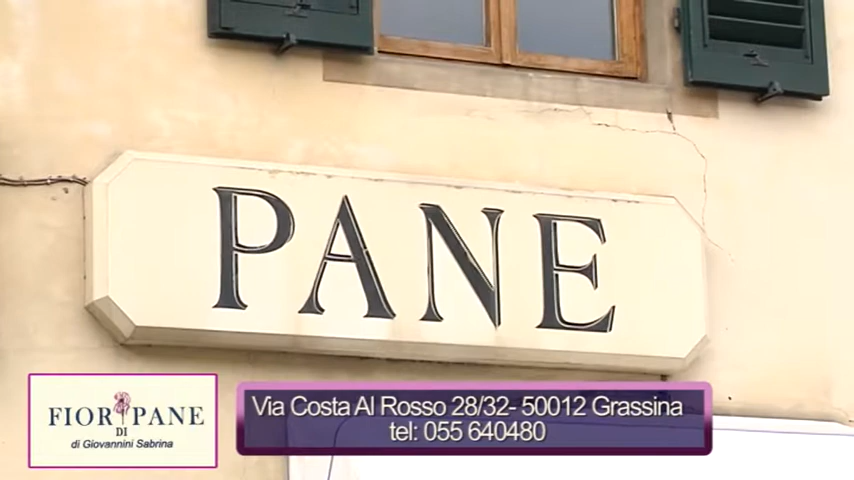 PANE
FIOR DI PANE
di Giovannini Sabrina
Via Costa Al Rosso 28/32- 50012 Grassina
tel: 055 640480